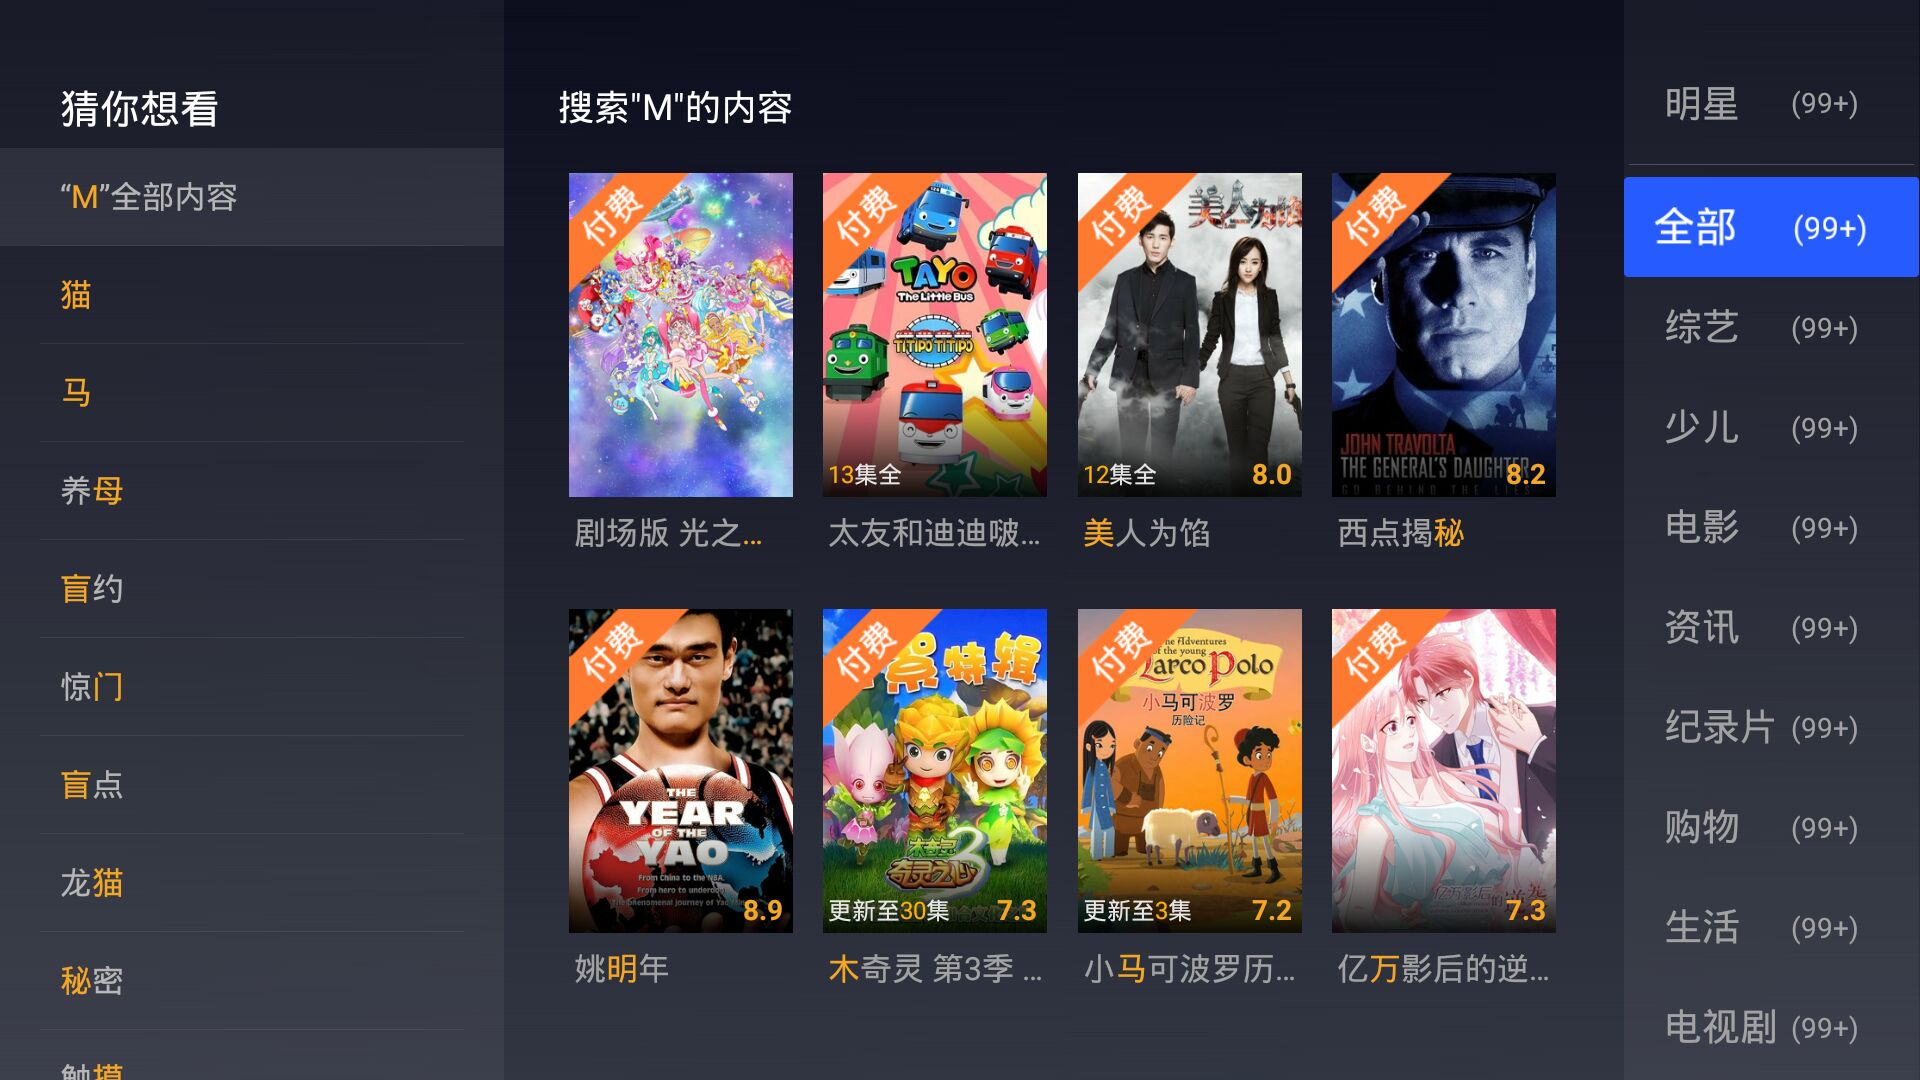 猜你想看
“M”全部内容
猫
马
养母
盲约
惊门
盲点
龙猫
秘密
触摸
搜索"M"的内容
付费
剧场版 光之...
付费
TAYO
The Little Bus
TITIPO TITIPO
13集全
太友和迪迪啵...
付费
美人为馅
12集全
8.0
美人为馅
付费
JOHN TRAVOLTA
THE GENERAL'S DAUGHTER
GO BEHIND THE LIES
8.2
西点揭秘
付费
THE
YEAR
OF THE
YAO
From China to the NBA.
From hero to underdog
The phenomenal journey of Yao
8.9
姚明年
付费
特辑
木奇灵
奇灵之心3
更新至30集
7.3
木奇灵 第3季 ...
付费
The Adventures
of the young
Marco Polo
小马可波罗
历险记
更新至3集
7.2
小马可波罗历...
付费
亿万影后的逆袭
7.3
亿万影后的逆...
明星 (99+)
全部 (99+)
综艺 (99+)
少儿 (99+)
电影 (99+)
资讯 (99+)
纪录片 (99+)
购物 (99+)
生活 (99+)
电视剧 (99+)